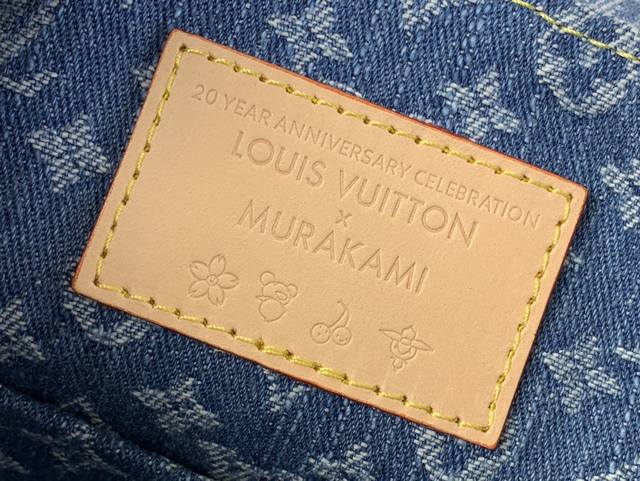 20 YEAR ANNIVERSARY CELEBRATION
LOUIS VUITTON
x
MURAKAMI